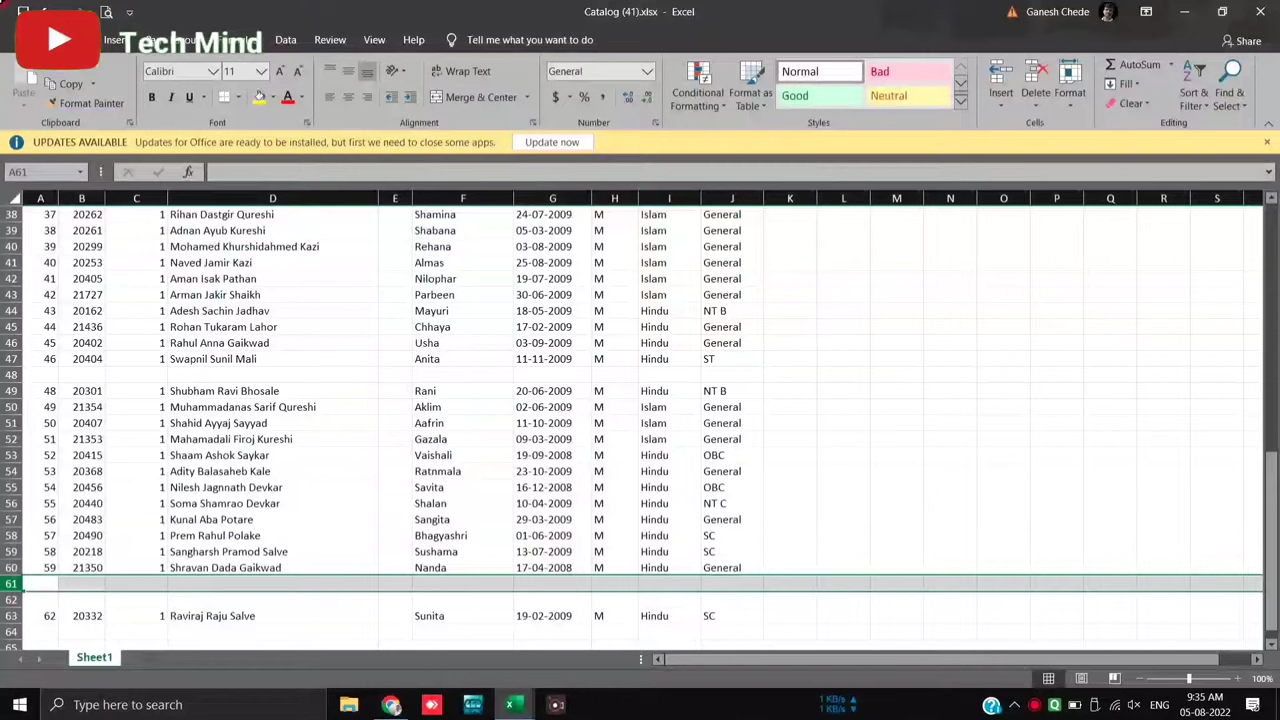 Catalog (41).xlsx - Excel
Ganesh Chede
Tech Mind
Insert
Data Review View Help Tell me what you want to do
Share
Paste
Copy
Format Painter
Clipboard
Calibri 11
B I U
Font
Wrap Text
Merge & Center
Alignment
General
$ % ,
Number
Conditional Formatting
Format as Table
Normal Bad
Good Neutral
Styles
Insert Delete Format
Cells
AutoSum
Fill
Clear
Sort & Filter
Find & Select
Editing
UPDATES AVAILABLE Updates for Office are ready to be installed, but first we need to close some apps. Update now
A61
fx
A B C D E F G H I J K L M N O P Q R S
38 37 20262 1 Rihan Dastgir Qureshi Shamina 24-07-2009 M Islam General
39 38 20261 1 Adnan Ayub Kureshi Shabana 05-03-2009 M Islam General
40 39 20299 1 Mohamed Khurshidahmed Kazi Rehana 03-08-2009 M Islam General
41 40 20253 1 Naved Jamir Kazi Almas 25-08-2009 M Islam General
42 41 20405 1 Aman Isak Pathan Nilophar 19-07-2009 M Islam General
43 42 21727 1 Arman Jakir Shaikh Parbeen 30-06-2009 M Islam General
44 43 20162 1 Adesh Sachin Jadhav Mayuri 18-05-2009 M Hindu NT B
45 44 21436 1 Rohan Tukaram Lahor Chhaya 17-02-2009 M Hindu General
46 45 20402 1 Rahul Anna Gaikwad Usha 03-09-2009 M Hindu General
47 46 20404 1 Swapnil Sunil Mali Anita 11-11-2009 M Hindu ST
48
49 48 20301 1 Shubham Ravi Bhosale Rani 20-06-2009 M Hindu NT B
50 49 21354 1 Muhammadanas Sarif Qureshi Aklim 02-06-2009 M Islam General
51 50 20407 1 Shahid Ayyaj Sayyad Aafrin 11-10-2009 M Islam General
52 51 21353 1 Mahamadali Firoj Kureshi Gazala 09-03-2009 M Islam General
53 52 20415 1 Shaam Ashok Saykar Vaishali 19-09-2008 M Hindu OBC
54 53 20368 1 Adity Balasaheb Kale Ratnmala 23-10-2009 M Hindu General
55 54 20456 1 Nilesh Jagnnath Devkar Savita 16-12-2008 M Hindu OBC
56 55 20440 1 Soma Shamrao Devkar Shalan 10-04-2009 M Hindu NT C
57 56 20483 1 Kunal Aba Potare Sangita 29-03-2009 M Hindu General
58 57 20490 1 Prem Rahul Polake Bhagyashri 01-06-2009 M Hindu SC
59 58 20218 1 Sangharsh Pramod Salve Sushama 13-07-2009 M Hindu SC
60 59 21350 1 Shravan Dada Gaikwad Nanda 17-04-2008 M Hindu General
61
62
63 62 20332 1 Raviraj Raju Salve Sunita 19-02-2009 M Hindu SC
64
65
Sheet1
100%
Type here to search
1 KB/s
1 KB/s
ENG
9:35 AM
05-08-2022